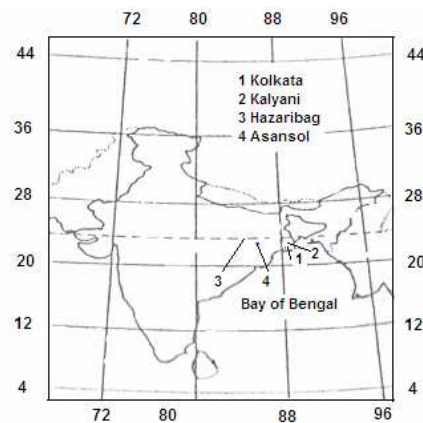 72 80 88 96
44 44
1 Kolkata
2 Kalyani
3 Hazaribag
4 Asansol
36 36
28 28
20 20
3 4 1 2
Bay of Bengal
12 12
4 4
72 80 88 96